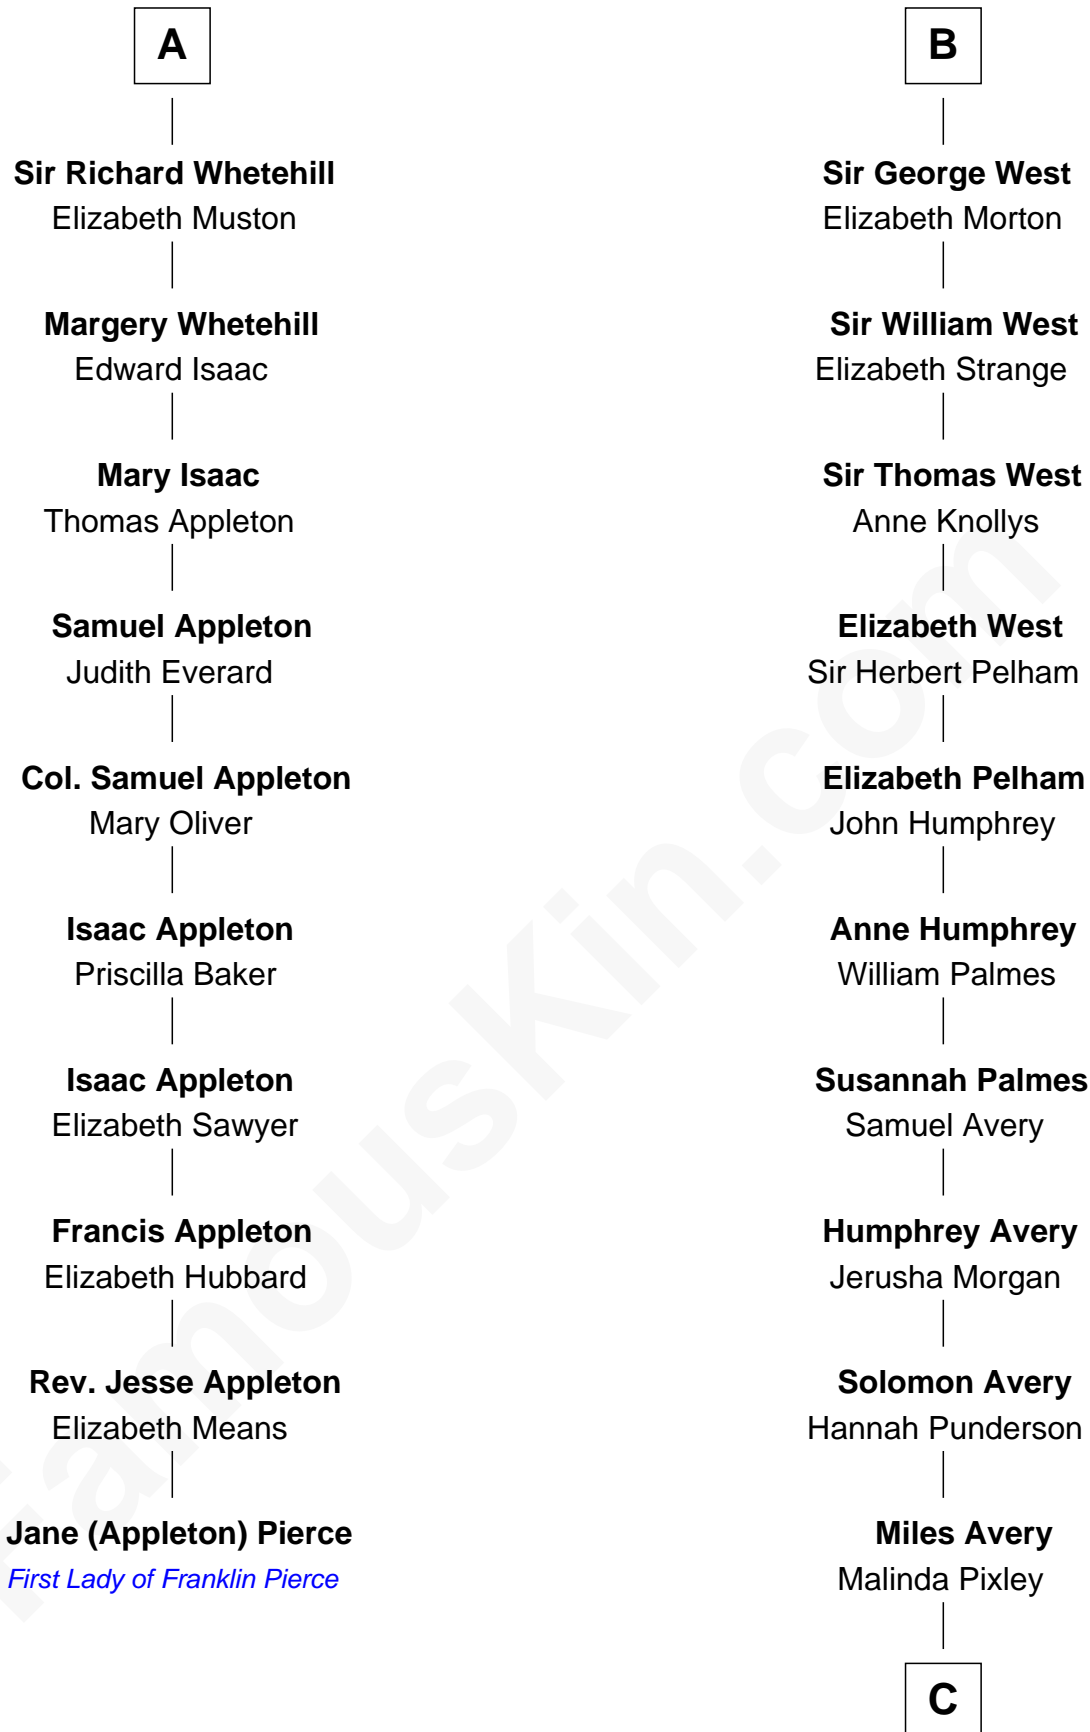 A
Sir Richard Whetehill
Elizabeth Muston
Margery Whetehill
Edward Isaac
Mary Isaac
Thomas Appleton
Samuel Appleton
Judith Everard
Col. Samuel Appleton
Mary Oliver
Isaac Appleton
Priscilla Baker
Isaac Appleton
Elizabeth Sawyer
Francis Appleton
Elizabeth Hubbard
Rev. Jesse Appleton
Elizabeth Means
Jane (Appleton) Pierce
First Lady of Franklin Pierce
B
Sir George West
Elizabeth Morton
Sir William West
Elizabeth Strange
Sir Thomas West
Anne Knollys
Elizabeth West
Sir Herbert Pelham
Elizabeth Pelham
John Humphrey
Anne Humphrey
William Palmes
Susannah Palmes
Samuel Avery
Humphrey Avery
Jerusha Morgan
Solomon Avery
Hannah Punderson
Miles Avery
Malinda Pixley
C
FamousKin.com